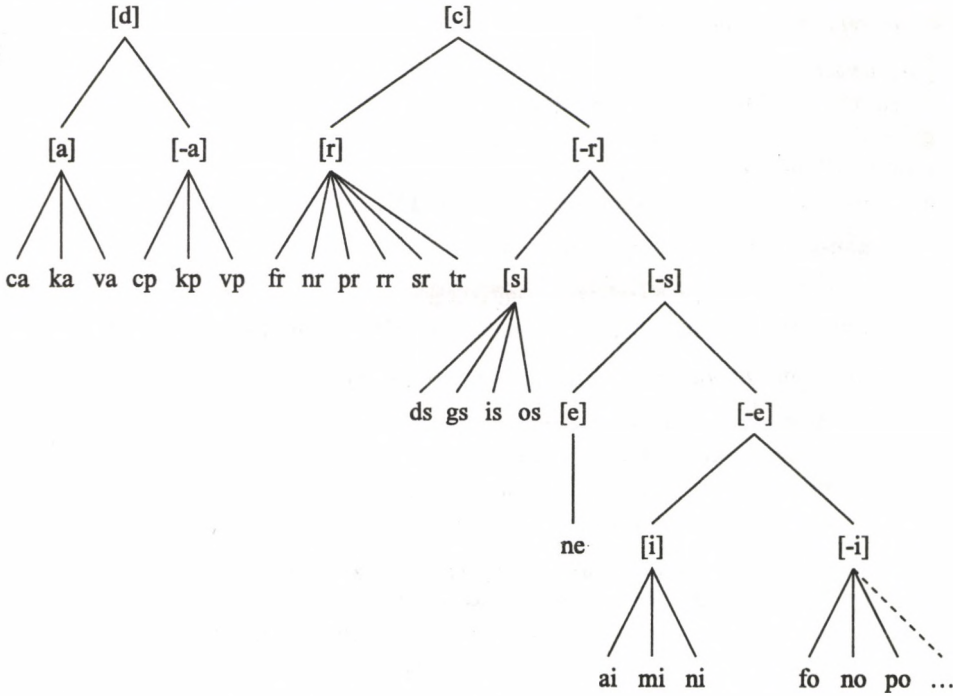 [d] [c]
[a] [-a] [r] [-r]
ca ka va cp kp vp fr nr pr rr sr tr [s] [-s]
ds gs is os [e] [-e]
ne [i] [-i]
ai mi ni fo no po ...